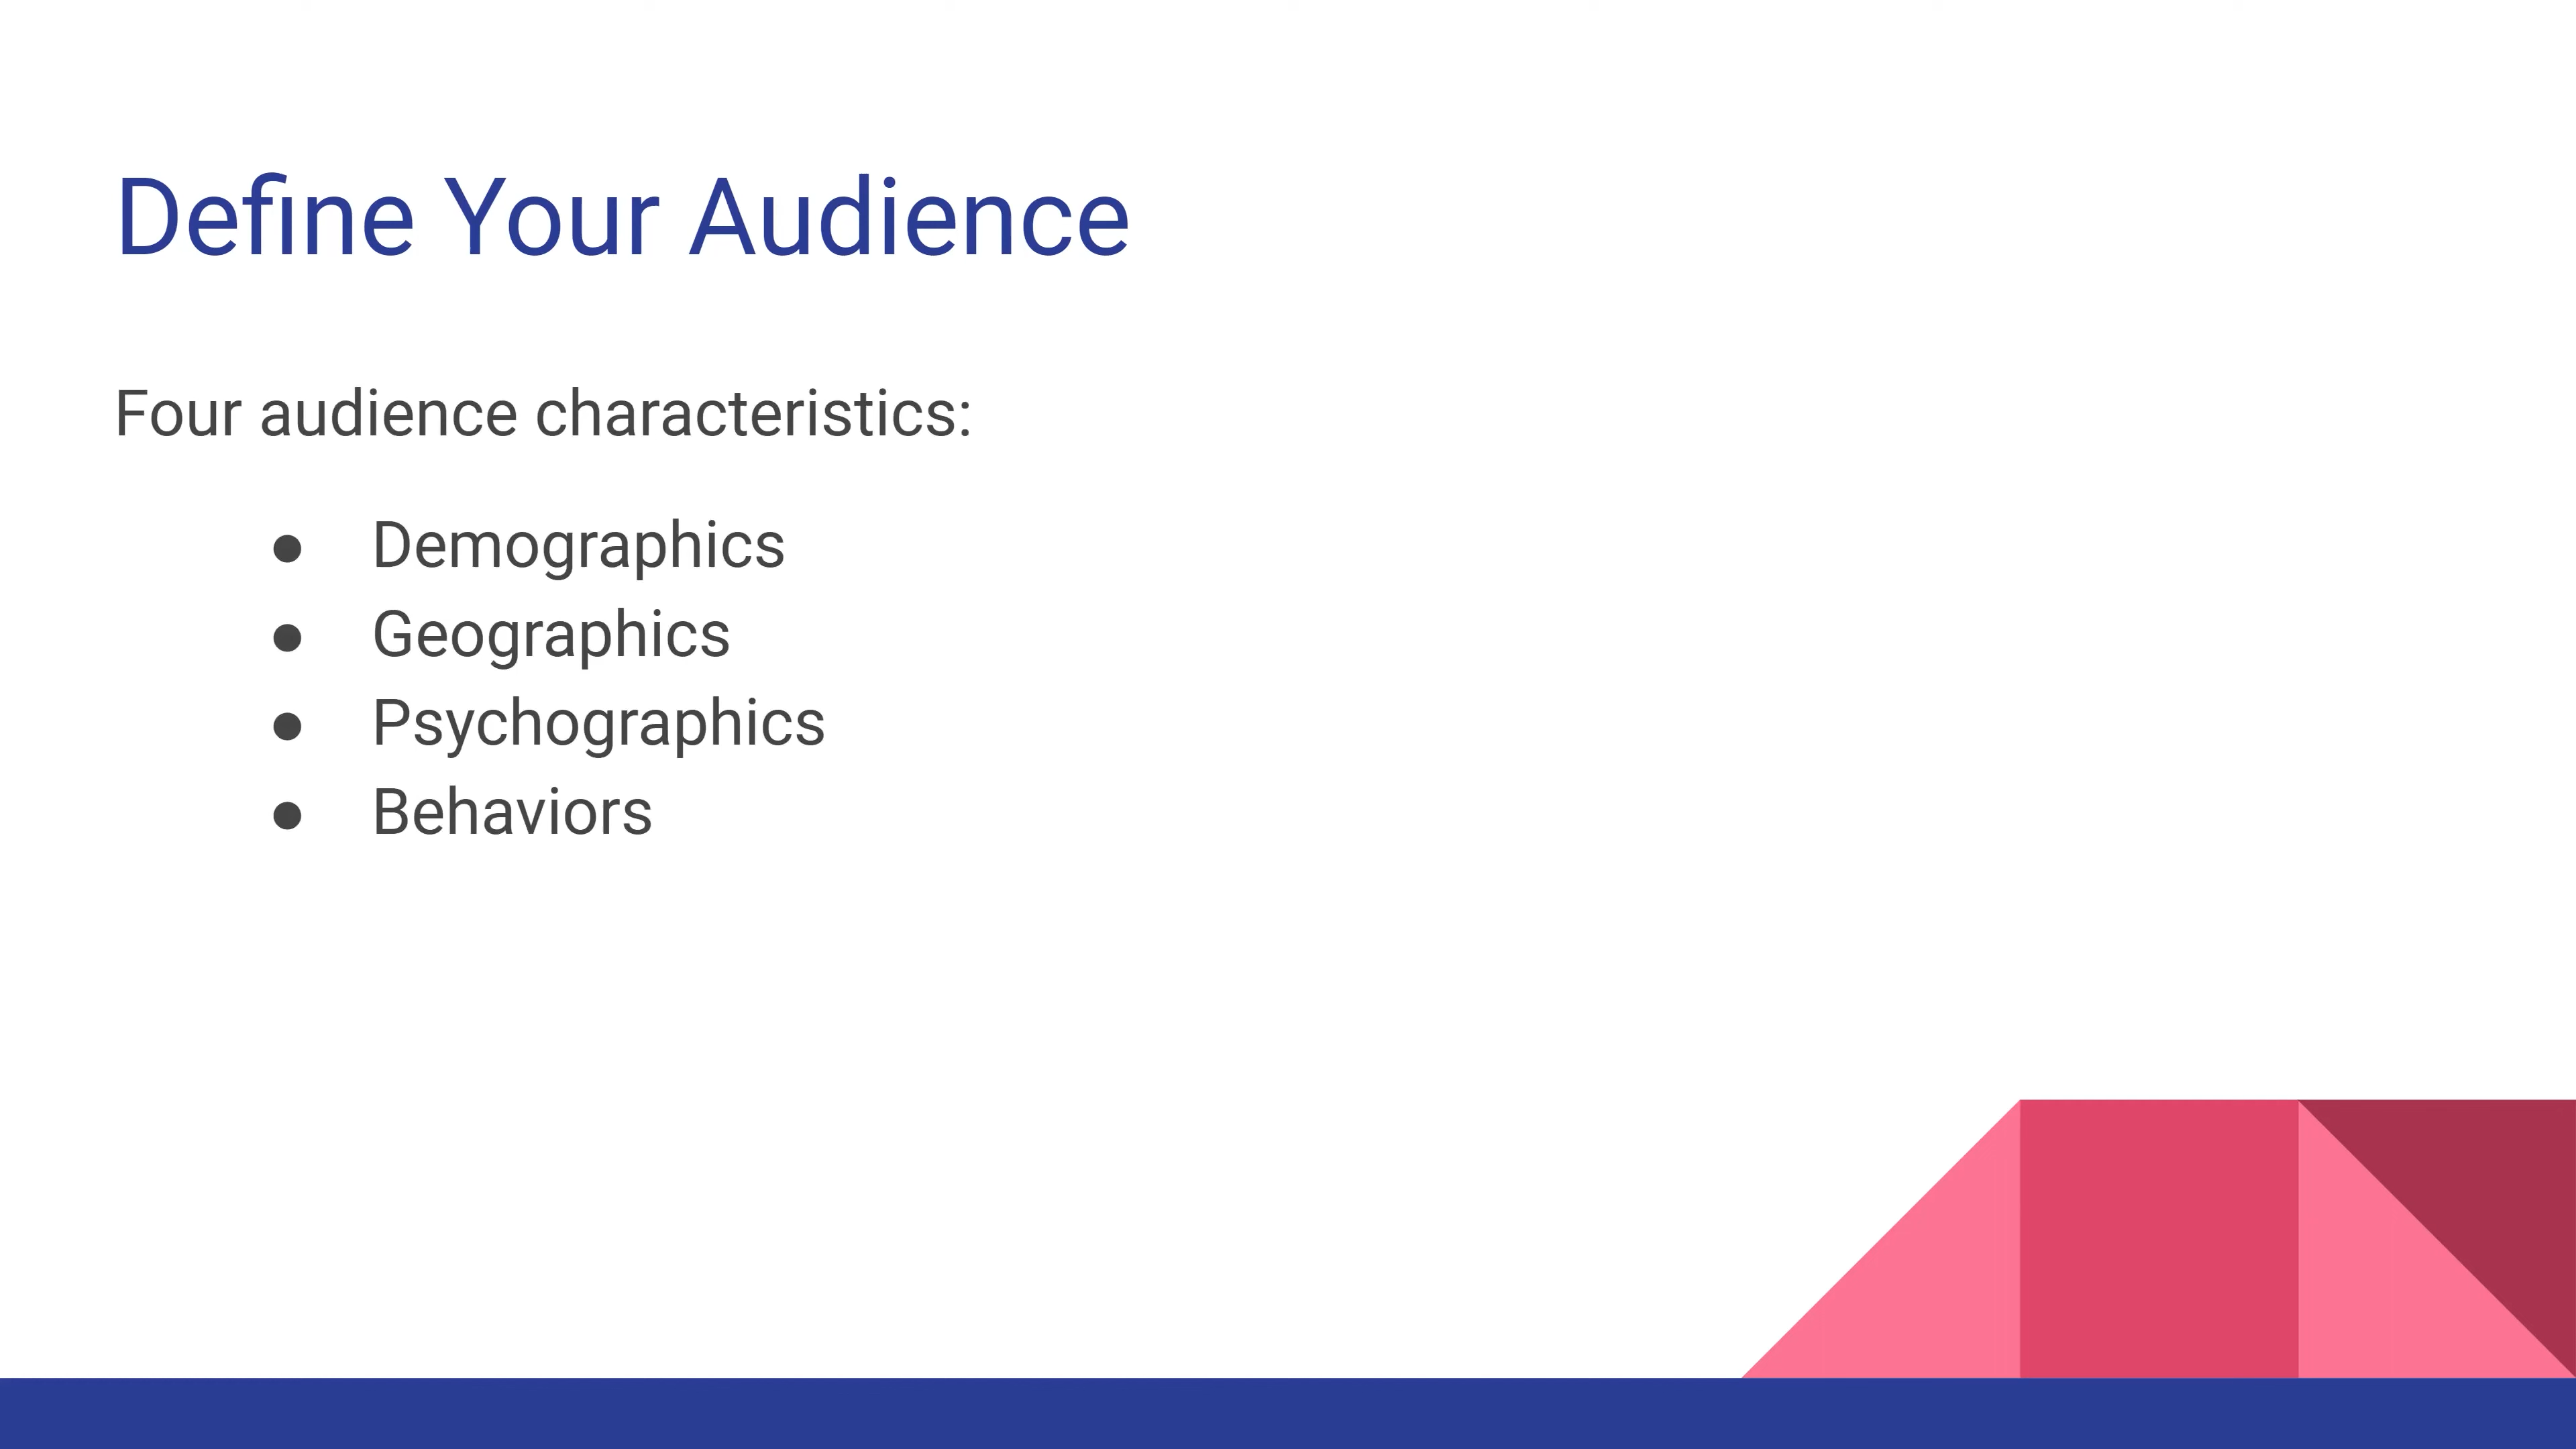 Define Your Audience
Four audience characteristics:
● Demographics
● Geographics
● Psychographics
● Behaviors